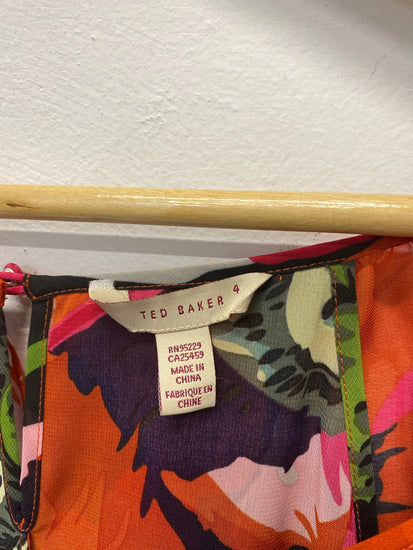 TED BAKER 4
RN95229
CA25459
MADE IN
CHINA
FABRIQUE EN
CHINE